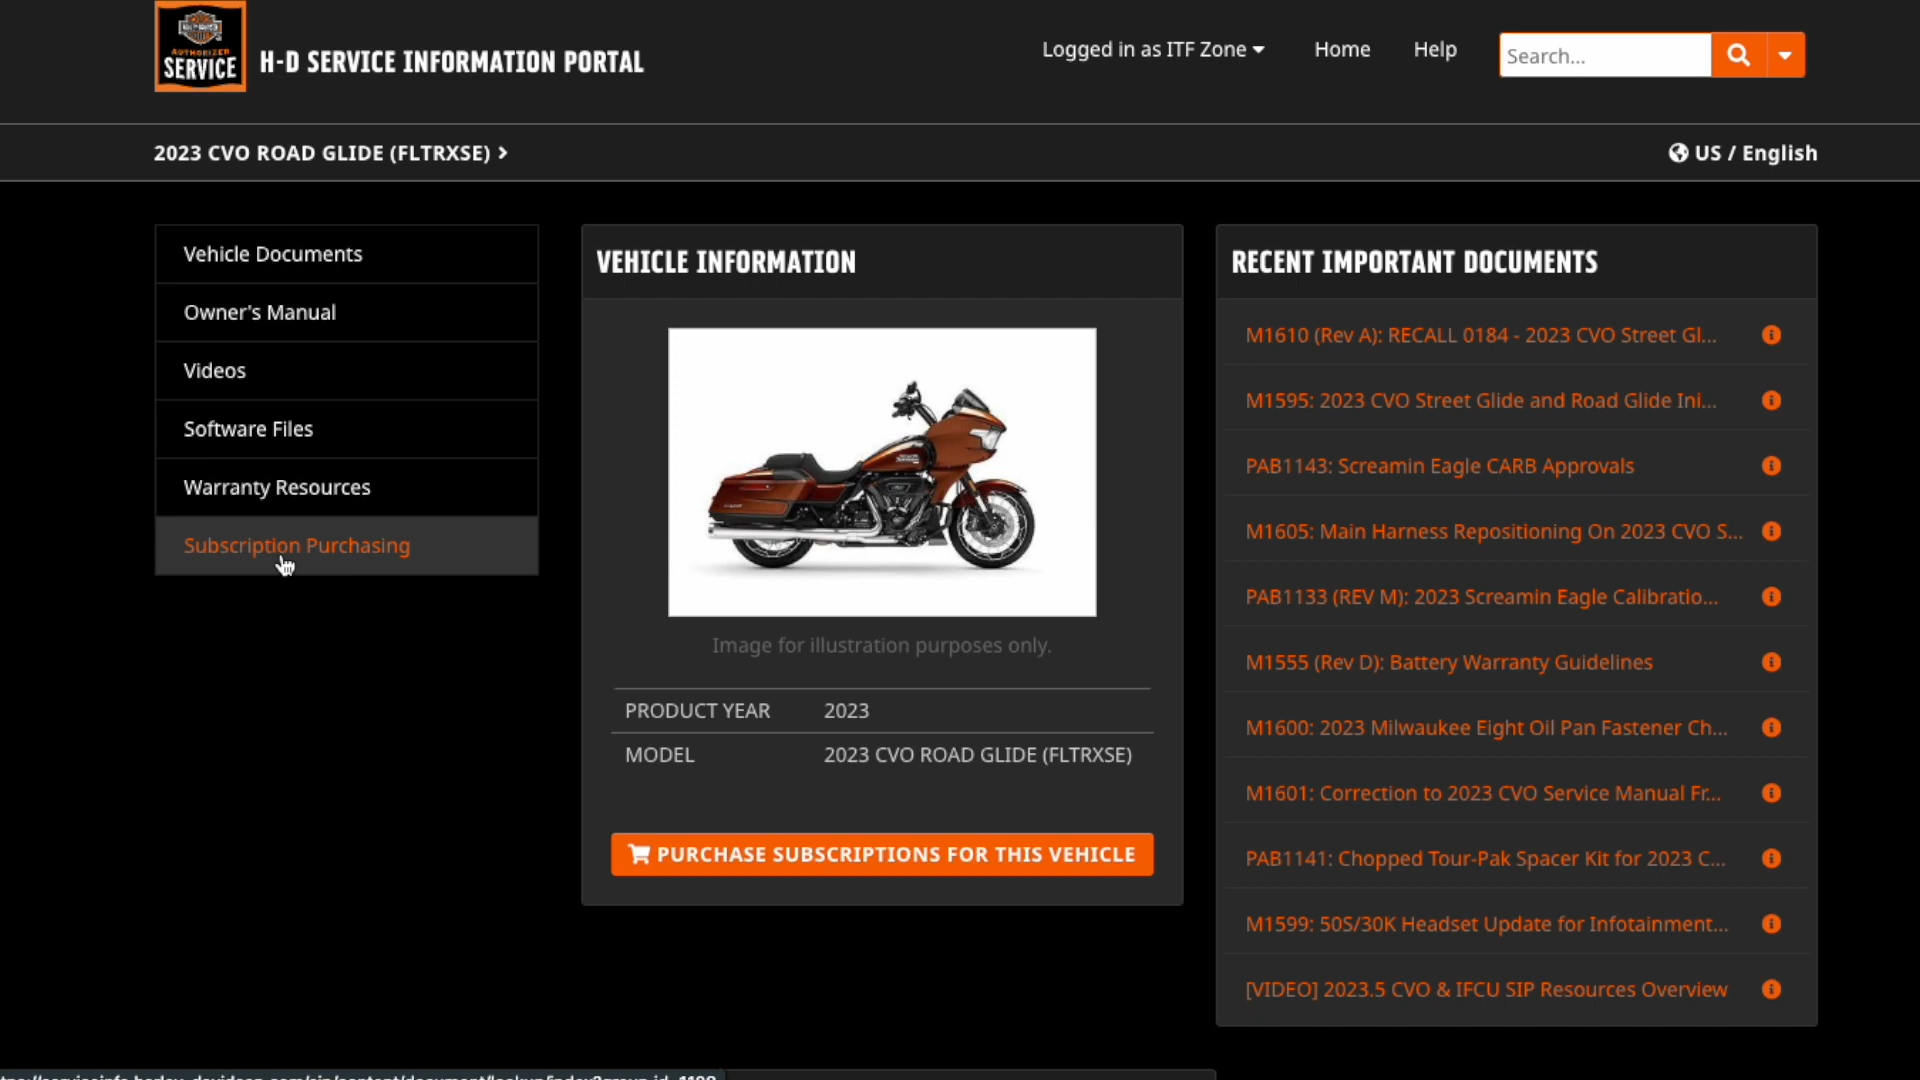 AUTHORIZED
SERVICE
H-D SERVICE INFORMATION PORTAL
Logged in as ITF Zone
Home
Help
Search...
2023 CVO ROAD GLIDE (FLTRXSE)
US / English
Vehicle Documents
Owner's Manual
Videos
Software Files
Warranty Resources
Subscription Purchasing
VEHICLE INFORMATION
Image for illustration purposes only.
PRODUCT YEAR 2023
MODEL 2023 CVO ROAD GLIDE (FLTRXSE)
PURCHASE SUBSCRIPTIONS FOR THIS VEHICLE
RECENT IMPORTANT DOCUMENTS
M1610 (Rev A): RECALL 0184 - 2023 CVO Street Gl...
M1595: 2023 CVO Street Glide and Road Glide Ini...
PAB1143: Screamin Eagle CARB Approvals
M1605: Main Harness Repositioning On 2023 CVO S...
PAB1133 (REV M): 2023 Screamin Eagle Calibratio...
M1555 (Rev D): Battery Warranty Guidelines
M1600: 2023 Milwaukee Eight Oil Pan Fastener Ch...
M1601: Correction to 2023 CVO Service Manual Fr...
PAB1141: Chopped Tour-Pak Spacer Kit for 2023 C...
M1599: 50S/30K Headset Update for Infotainment...
[VIDEO] 2023.5 CVO & IFCU SIP Resources Overview